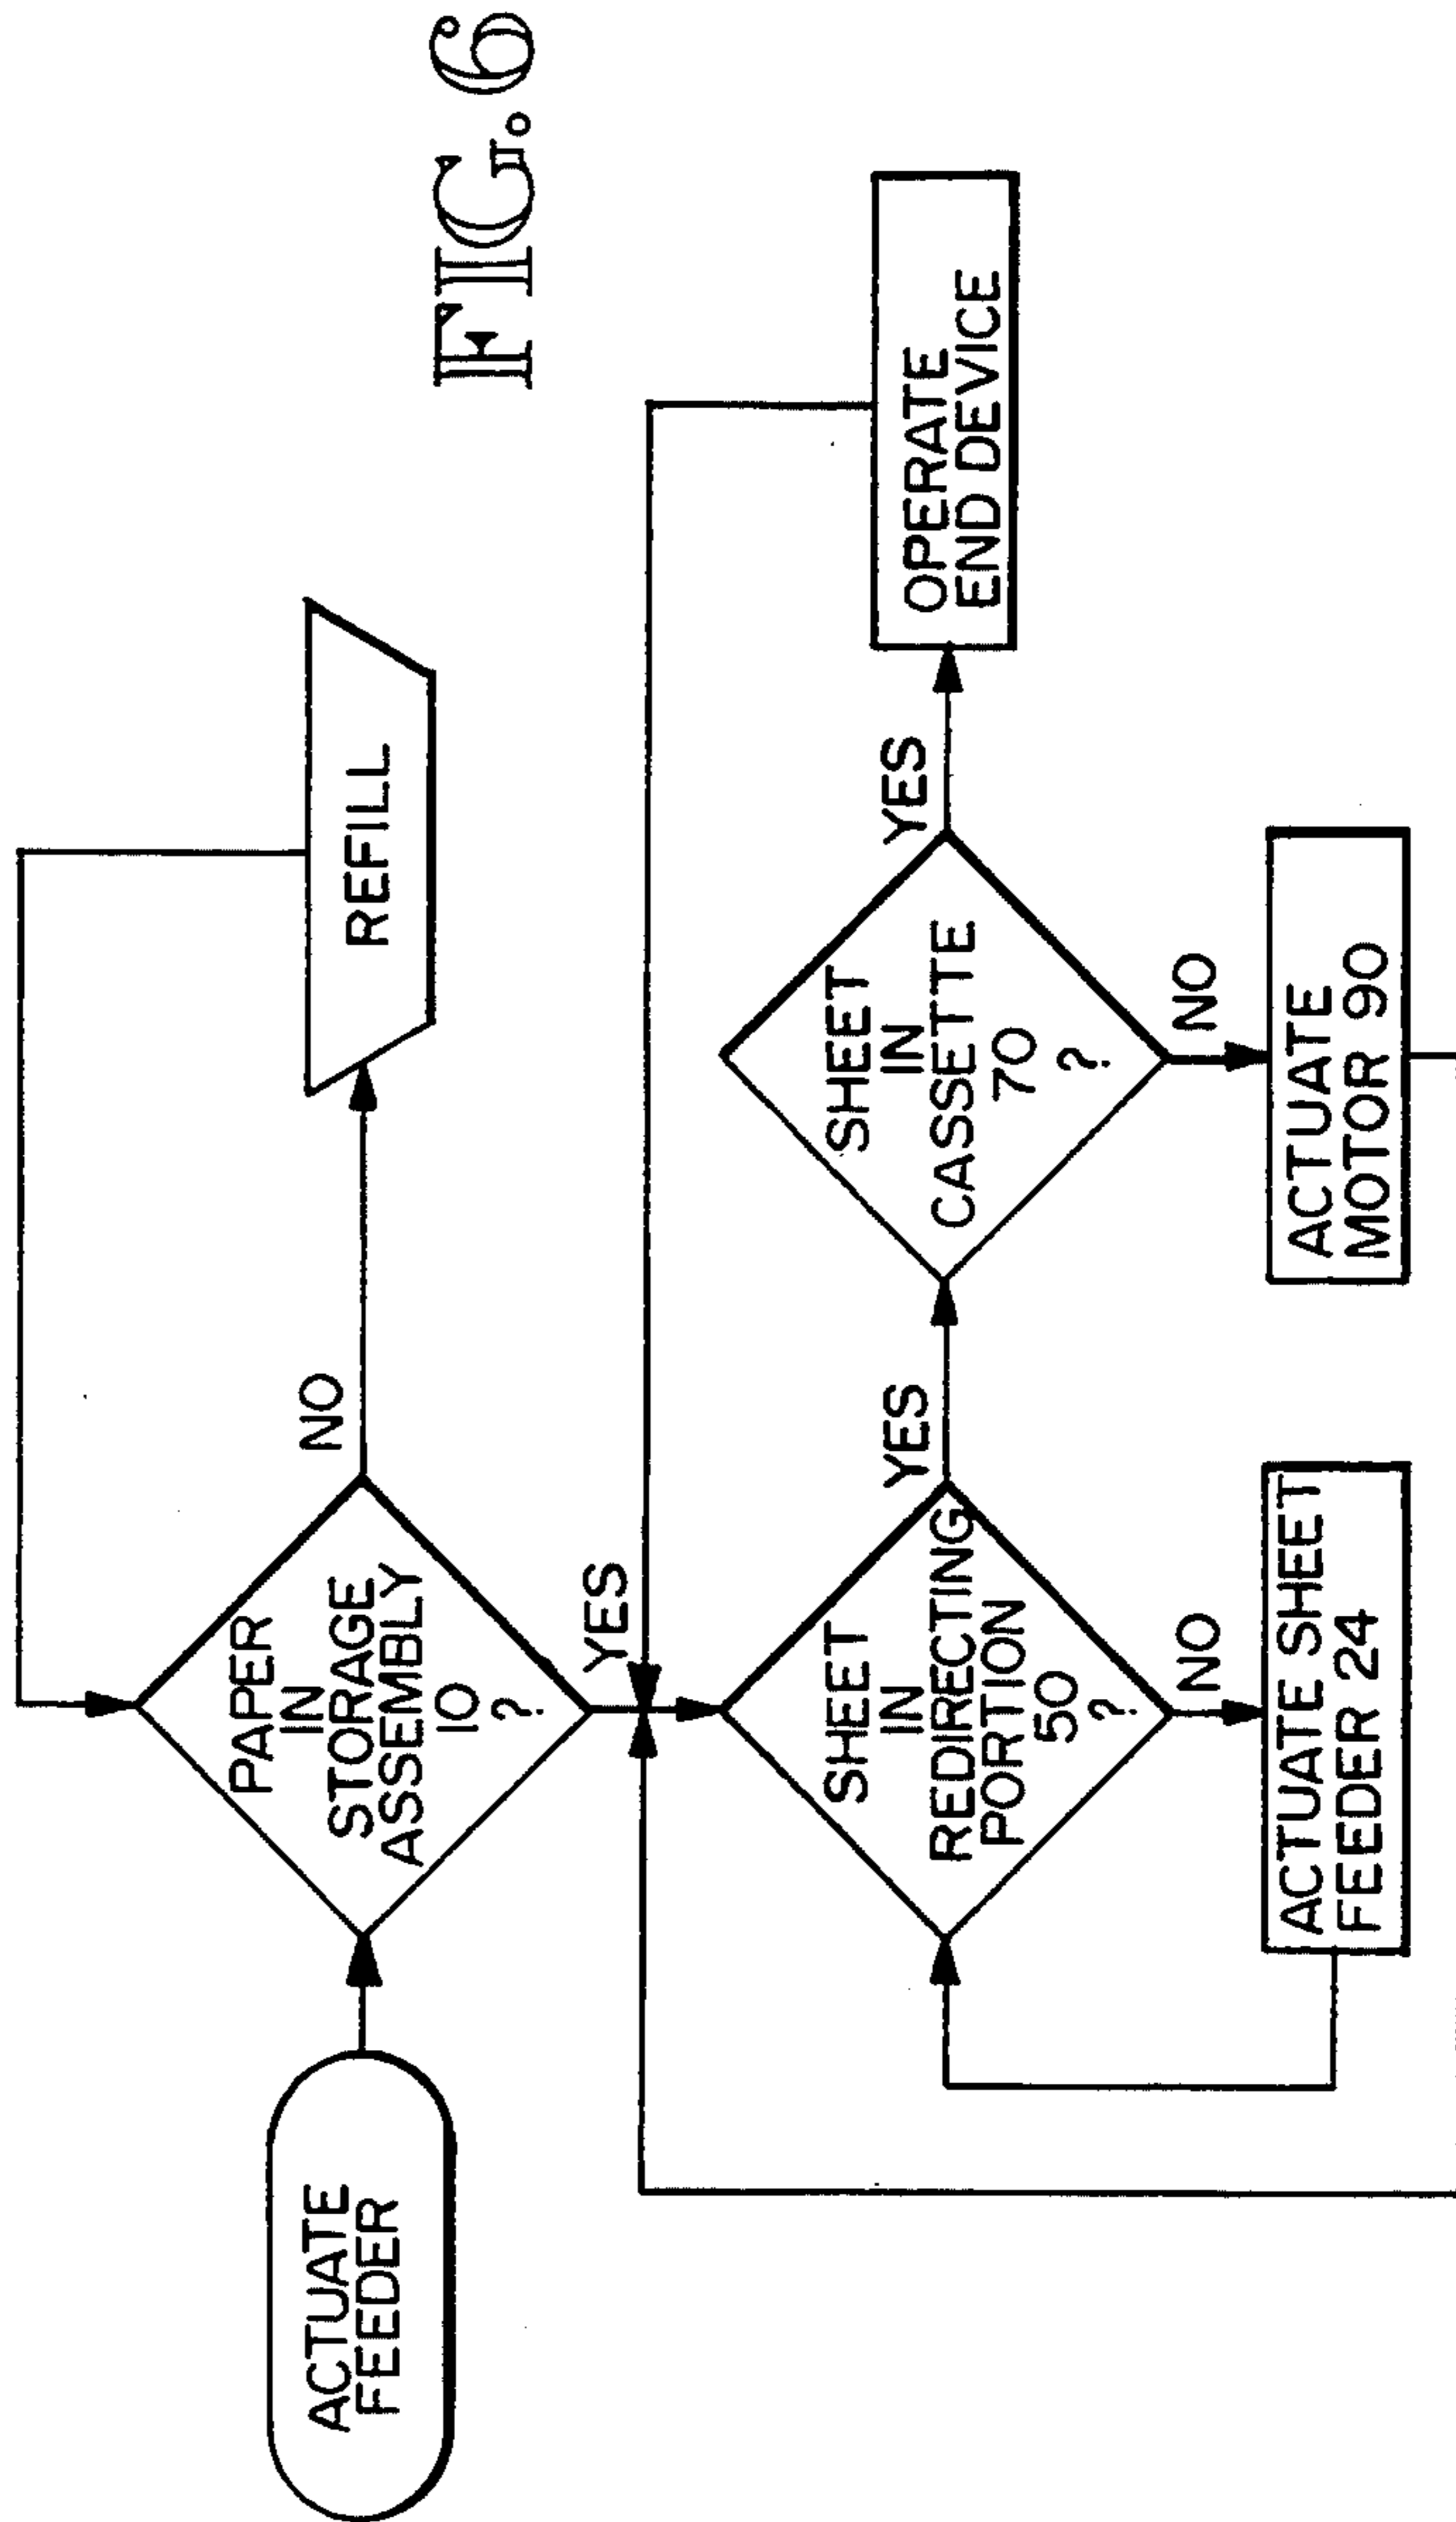 FIG. 6
ACTUATE
FEEDER
PAPER
IN
STORAGE
ASSEMBLY
10
?
NO
REFILL
YES
SHEET
IN
REDIRECTING
PORTION
50
?
YES
SHEET
IN
CASSETTE
70
?
YES
OPERATE
END DEVICE
NO
ACTUATE SHEET
FEEDER 24
NO
ACTUATE
MOTOR 90